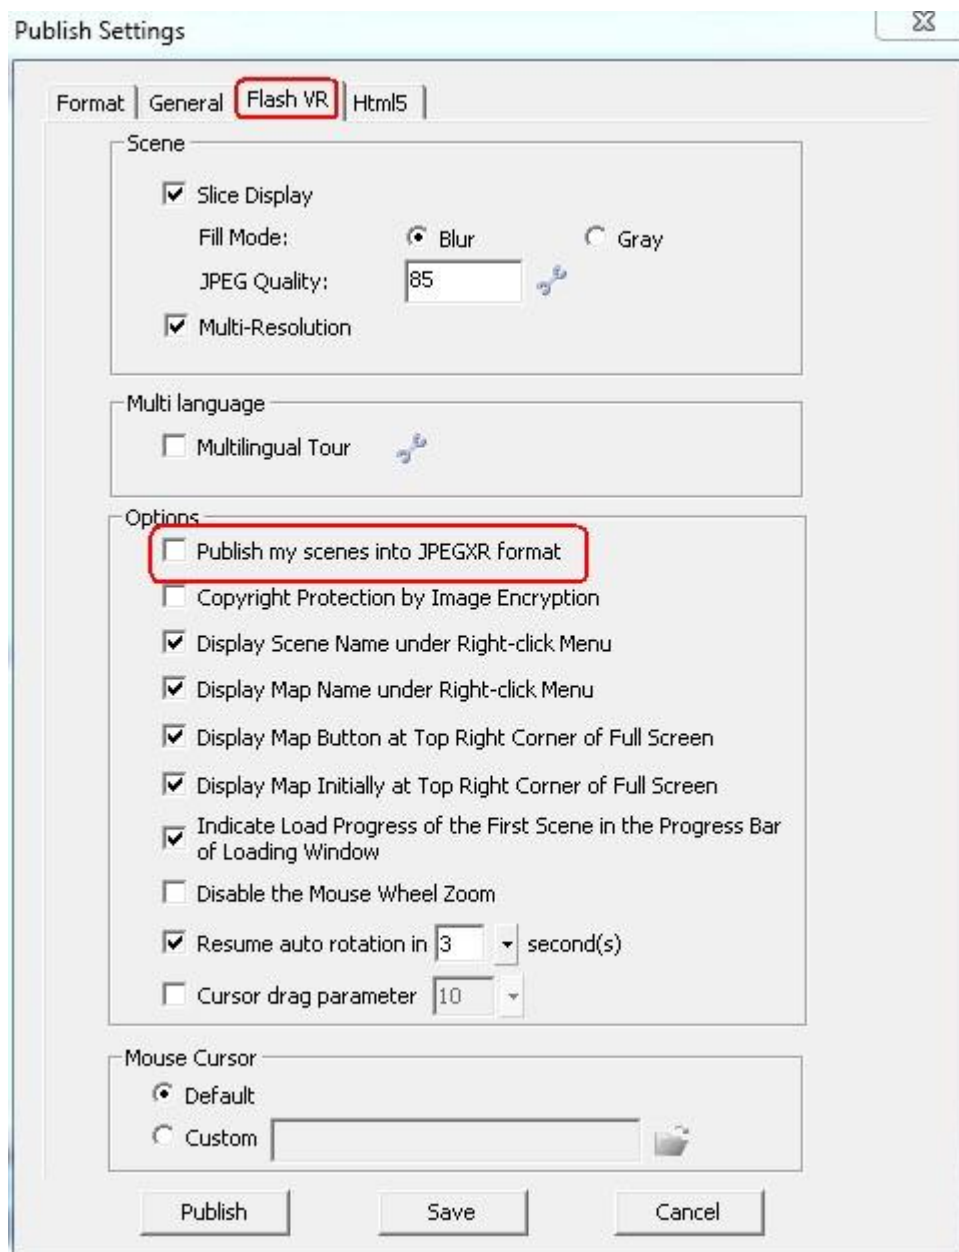 Publish Settings
Format General Flash VR Html5
Scene
Slice Display
Fill Mode: Blur Gray
JPEG Quality: 85
Multi-Resolution
Multi language
Multilingual Tour
Options
Publish my scenes into JPEGXR format
Copyright Protection by Image Encryption
Display Scene Name under Right-click Menu
Display Map Name under Right-click Menu
Display Map Button at Top Right Corner of Full Screen
Display Map Initially at Top Right Corner of Full Screen
Indicate Load Progress of the First Scene in the Progress Bar
of Loading Window
Disable the Mouse Wheel Zoom
Resume auto rotation in 3 second(s)
Cursor drag parameter 10
Mouse Cursor
Default
Custom
Publish Save Cancel